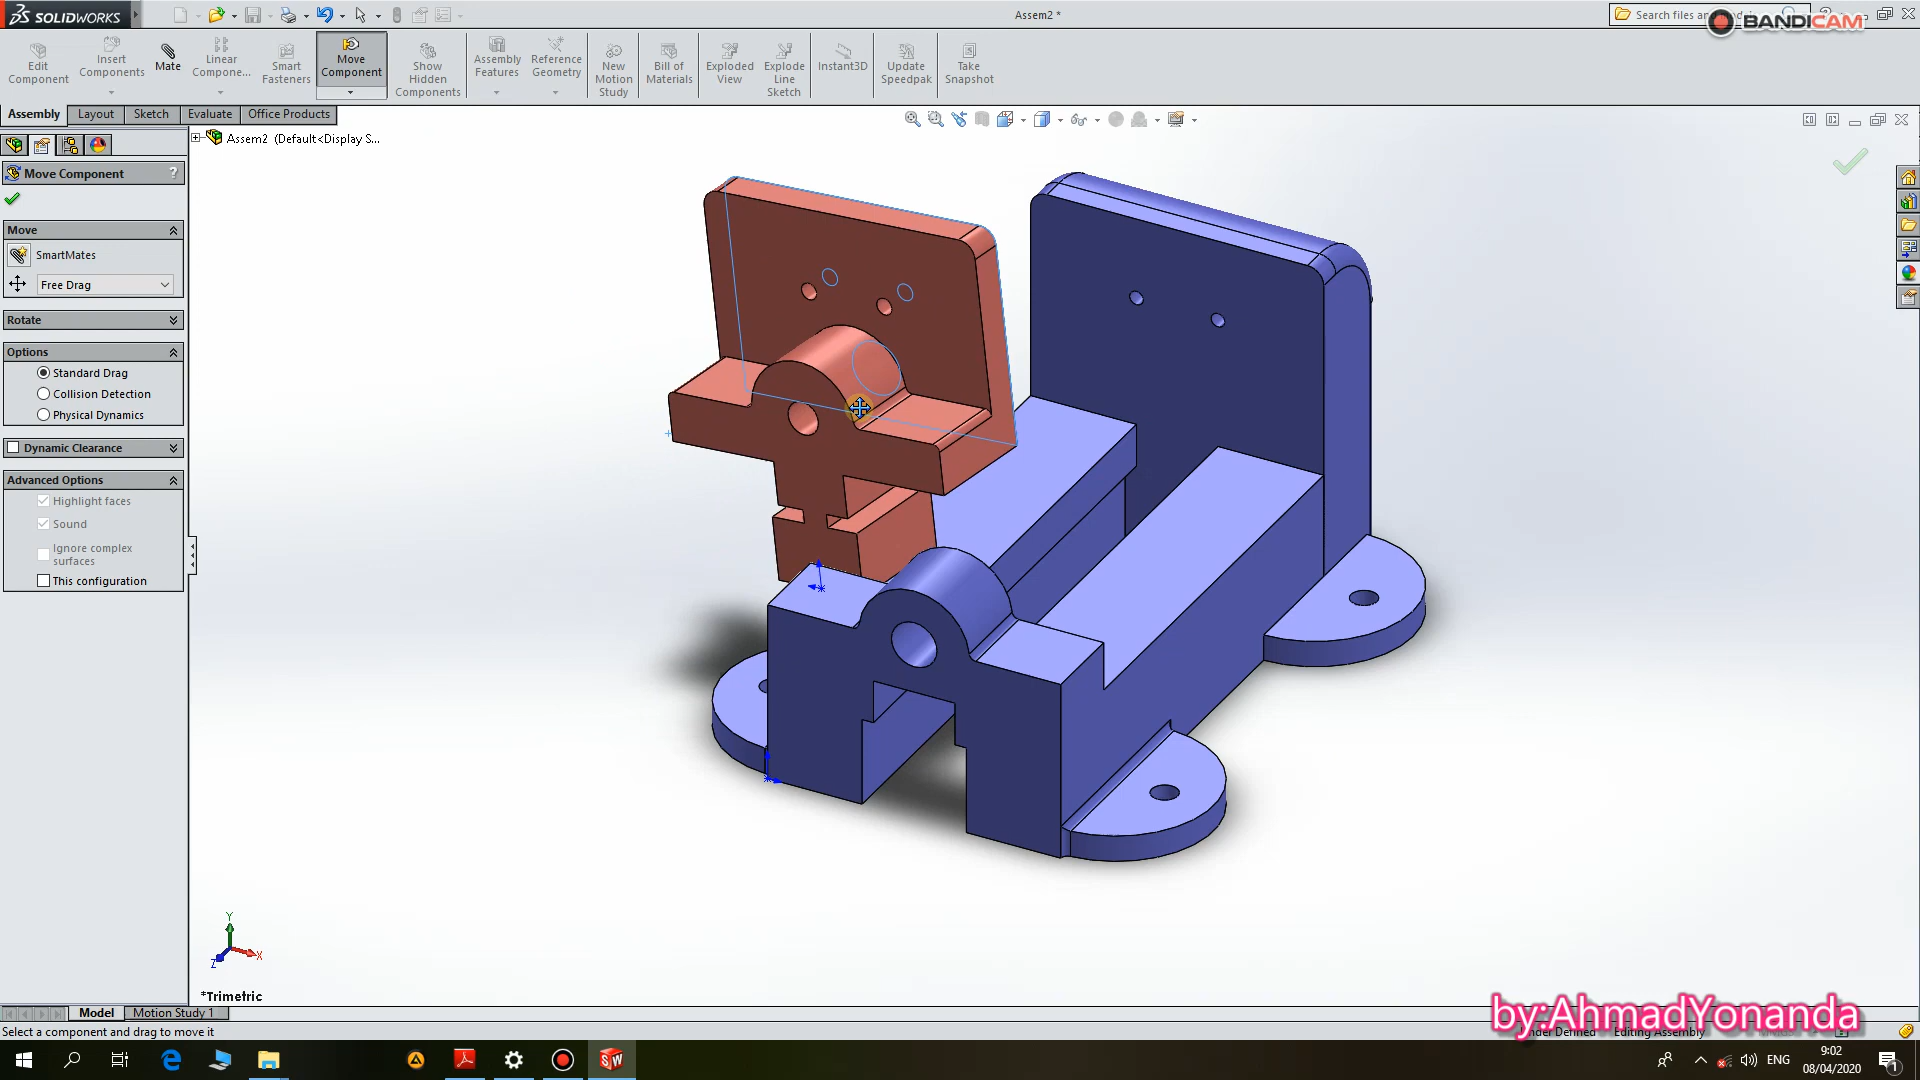 SOLIDWORKS
Assem2 *
Search files and
BANDICAM
Edit Component
Insert Components
Mate
Linear Compone...
Smart Fasteners
Move Component
Show Hidden Components
Assembly Features
Reference Geometry
New Motion Study
Bill of Materials
Exploded View
Explode Line Sketch
Instant3D
Update Speedpak
Take Snapshot
Assembly
Layout
Sketch
Evaluate
Office Products
Assem2 (Default<Display S...
Move Component
?
Move
SmartMates
Free Drag
Rotate
Options
Standard Drag
Collision Detection
Physical Dynamics
Dynamic Clearance
Advanced Options
Highlight faces
Sound
Ignore complex surfaces
This configuration
Y
X
Z
*Trimetric
Model
Motion Study 1
Select a component and drag to move it
Under Defined
Editing Assembly
by:AhmadYonanda
ENG
9:02
08/04/2020
1